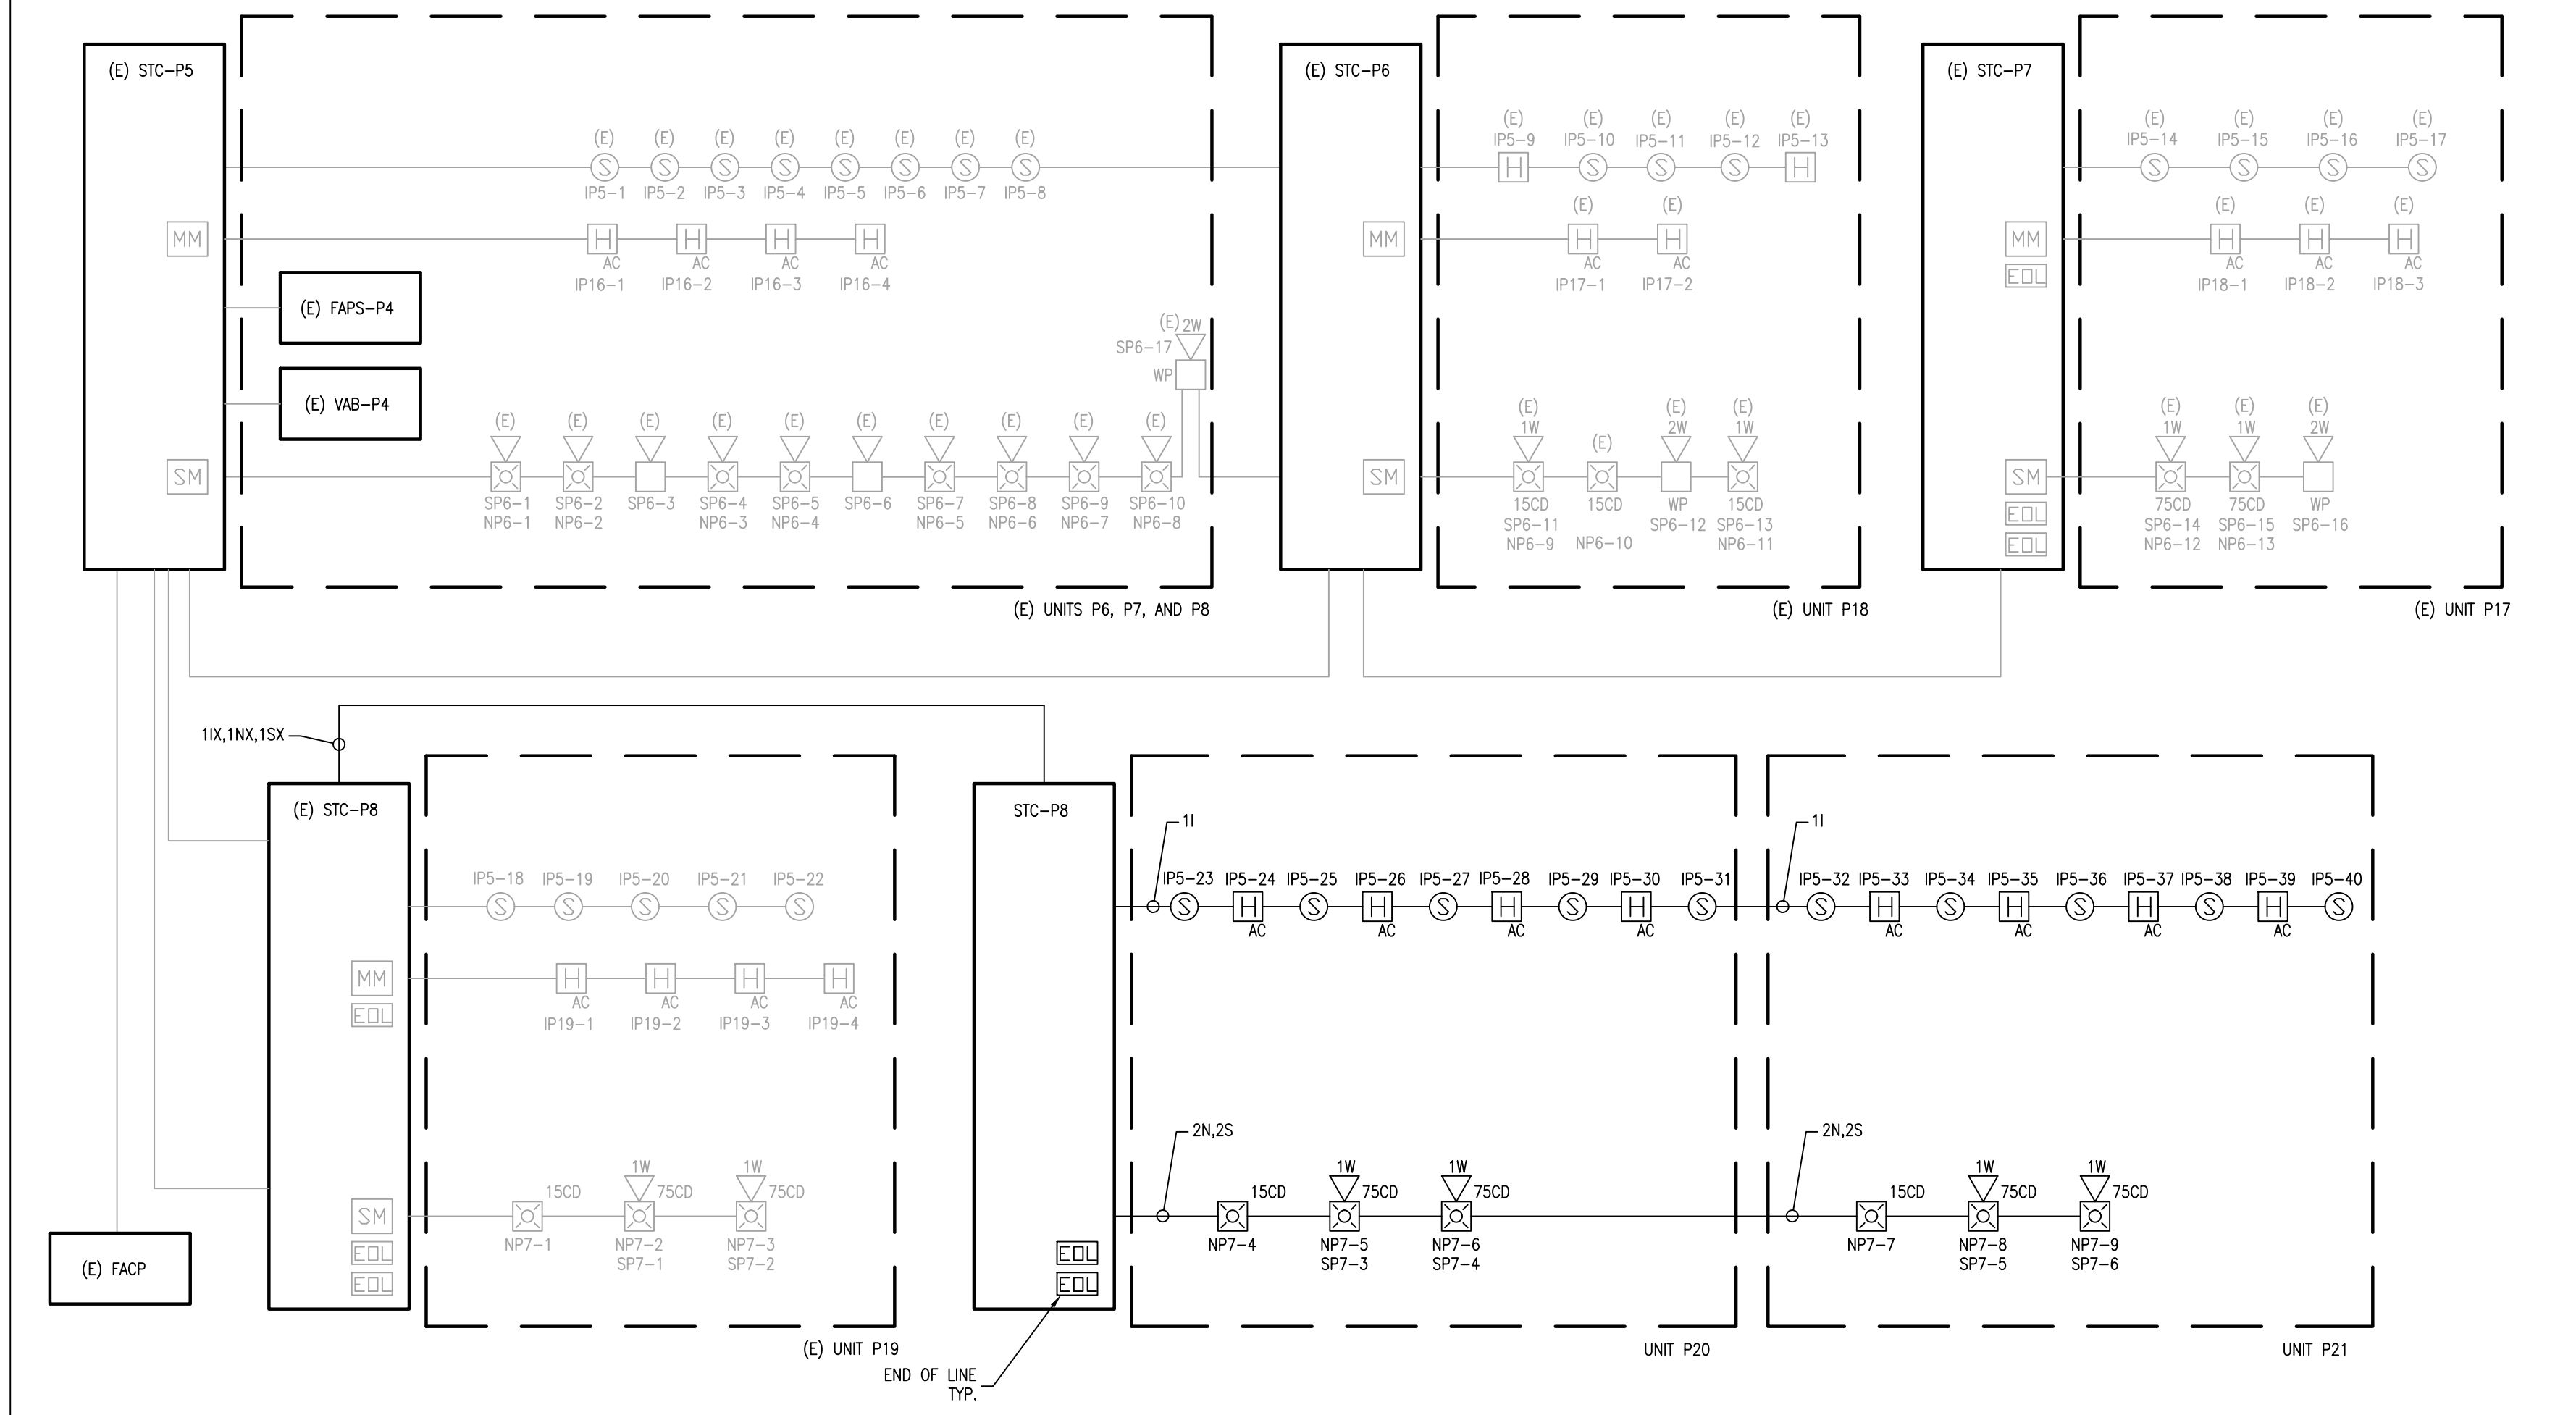 (E) STC-P5
(E) STC-P6
(E) STC-P7
(E) (E) (E) (E) (E) (E) (E) (E)
S S S S S S S S
IP5-1 IP5-2 IP5-3 IP5-4 IP5-5 IP5-6 IP5-7 IP5-8
MM
H H H H
AC AC AC AC
IP16-1 IP16-2 IP16-3 IP16-4
(E) FAPS-P4
(E) VAB-P4
(E) 2W
SP6-17
WP
(E) (E) (E) (E) (E) (E) (E) (E) (E) (E)
SM
SP6-1 SP6-2 SP6-3 SP6-4 SP6-5 SP6-6 SP6-7 SP6-8 SP6-9 SP6-10
NP6-1 NP6-2 NP6-3 NP6-4 NP6-5 NP6-6 NP6-7 NP6-8
(E) UNITS P6, P7, AND P8
(E) (E) (E) (E) (E)
IP5-9 IP5-10 IP5-11 IP5-12 IP5-13
H S S S H
(E) (E)
MM
H H
AC AC
IP17-1 IP17-2
(E) (E) (E)
1W 2W 1W
(E)
SM
15CD 15CD WP 15CD
SP6-11 SP6-12 SP6-13
NP6-9 NP6-10 NP6-11
(E) UNIT P18
(E) (E) (E) (E)
IP5-14 IP5-15 IP5-16 IP5-17
S S S S
(E) (E) (E)
MM
H H H
EOL
AC AC AC
IP18-1 IP18-2 IP18-3
(E) (E) (E)
1W 1W 2W
SM
75CD 75CD WP
EOL
SP6-14 SP6-15 SP6-16
NP6-12 NP6-13
EOL
(E) UNIT P17
1IX,1NX,1SX
(E) STC-P8
IP5-18 IP5-19 IP5-20 IP5-21 IP5-22
S S S S S
MM
H H H H
AC AC AC AC
EOL
IP19-1 IP19-2 IP19-3 IP19-4
1W 1W
15CD 75CD 75CD
SM
NP7-1 NP7-2 NP7-3
SP7-1 SP7-2
EOL
EOL
(E) FACP
(E) UNIT P19
STC-P8
1I
IP5-23 IP5-24 IP5-25 IP5-26 IP5-27 IP5-28 IP5-29 IP5-30 IP5-31
S H S H S H S H S
AC AC AC AC
2N,2S
1W 1W
15CD 75CD 75CD
NP7-4 NP7-5 NP7-6
SP7-3 SP7-4
EOL
EOL
END OF LINE
TYP.
UNIT P20
1I
IP5-32 IP5-33 IP5-34 IP5-35 IP5-36 IP5-37 IP5-38 IP5-39 IP5-40
S H S H S H S H S
AC AC AC AC
2N,2S
1W 1W
15CD 75CD 75CD
NP7-7 NP7-8 NP7-9
SP7-5 SP7-6
UNIT P21